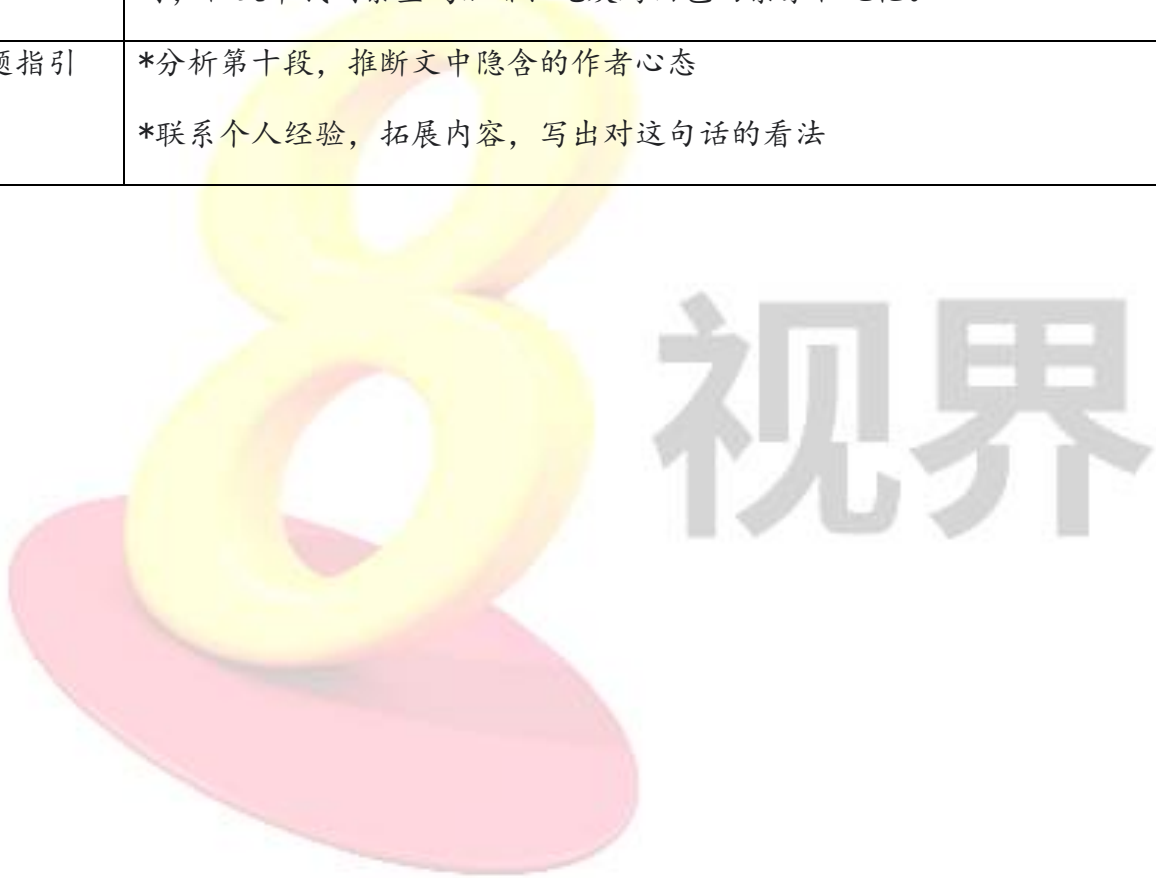 题指引
*分析第十段，推断文中隐含的作者心态
*联系个人经验，拓展内容，写出对这句话的看法
8视界